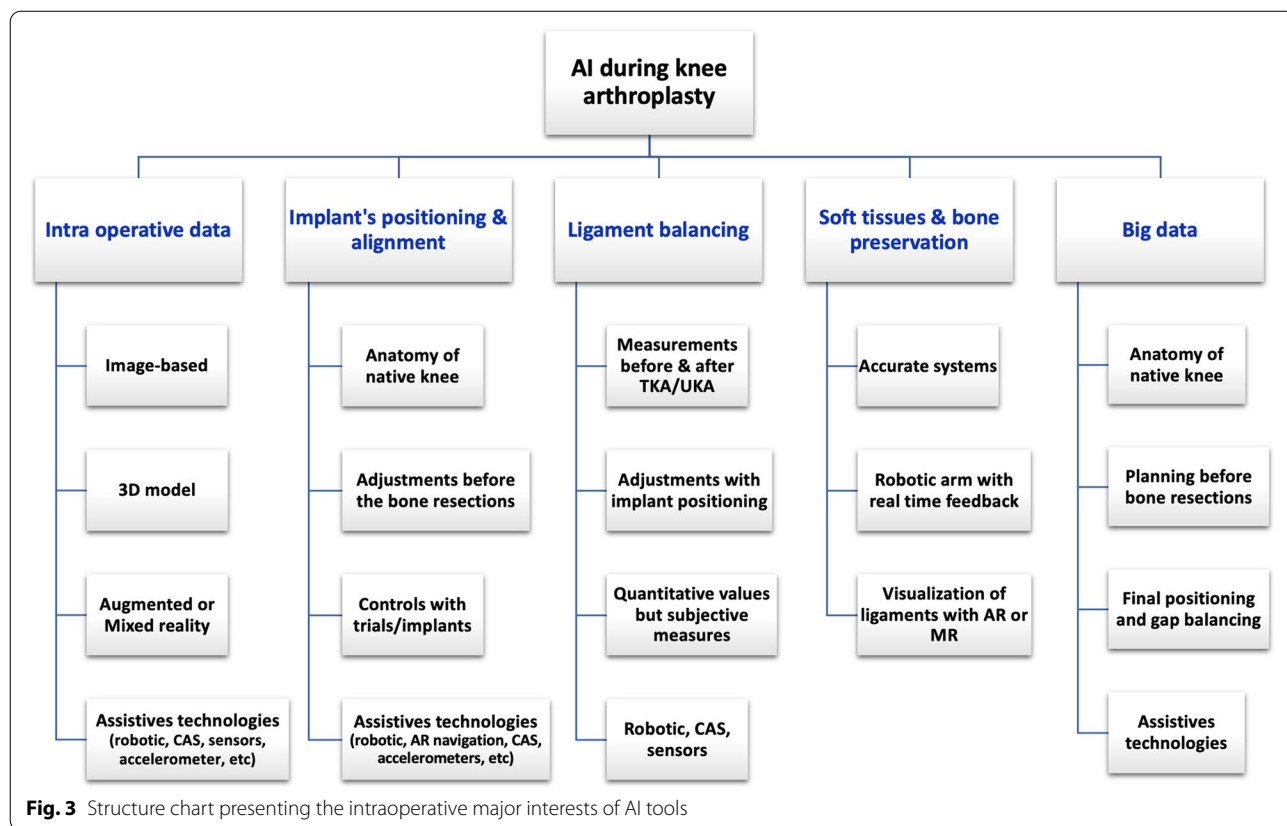 AI during knee
arthroplasty
Intra operative data
Image-based
3D model
Augmented or
Mixed reality
Assistives technologies
(robotic, CAS, sensors,
accelerometer, etc)
Implant's positioning &
alignment
Anatomy of
native knee
Adjustments before
the bone resections
Controls with
trials/implants
Assistives technologies
(robotic, AR navigation, CAS,
accelerometers, etc)
Ligament balancing
Measurements
before & after
TKA/UKA
Adjustments with
implant positioning
Quantitative values
but subjective
measures
Robotic, CAS,
sensors
Soft tissues & bone
preservation
Accurate systems
Robotic arm with
real time feedback
Visualization of
ligaments with AR or
MR
Big data
Anatomy of
native knee
Planning before
bone resections
Final positioning
and gap balancing
Assistives
technologies
Fig. 3 Structure chart presenting the intraoperative major interests of AI tools